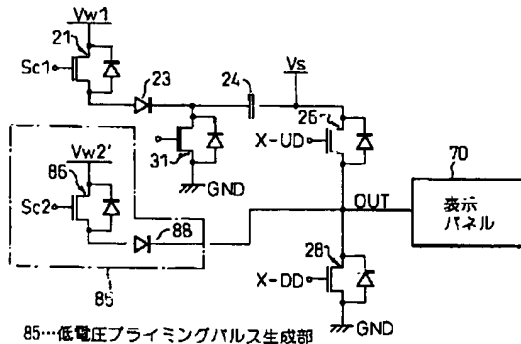 Vw1
21
Sc1
23
24
Vs
26
X-UD
31
GND
Vw2'
86
Sc2
88
85
OUT
70
表示
パネル
28
X-DD
GND
85…低電圧プライミングパルス生成部